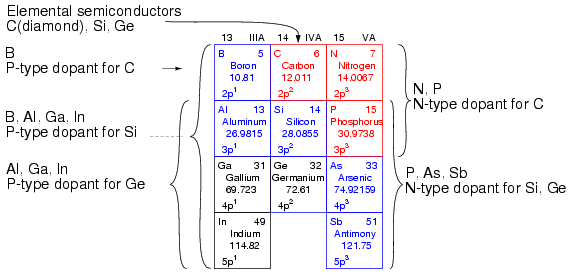 Elemental semiconductors
C(diamond), Si, Ge
13 IIIA 14 IVA 15 VA
B
P-type dopant for C
B 5
Boron
10.81
2p1
C 6
Carbon
12.011
2p2
N 7
Nitrogen
14.0067
2p3
N, P
N-type dopant for C
B, Al, Ga, In
P-type dopant for Si
Al 13
Aluminum
26.9815
3p1
Si 14
Silicon
28.0855
3p2
P 15
Phosphorus
30.9738
3p3
Al, Ga, In
P-type dopant for Ge
Ga 31
Gallium
69.723
4p1
Ge 32
Germanium
72.61
4p2
As 33
Arsenic
74.92159
4p3
P, As, Sb
N-type dopant for Si, Ge
In 49
Indium
114.82
5p1
Sb 51
Antimony
121.75
5p3